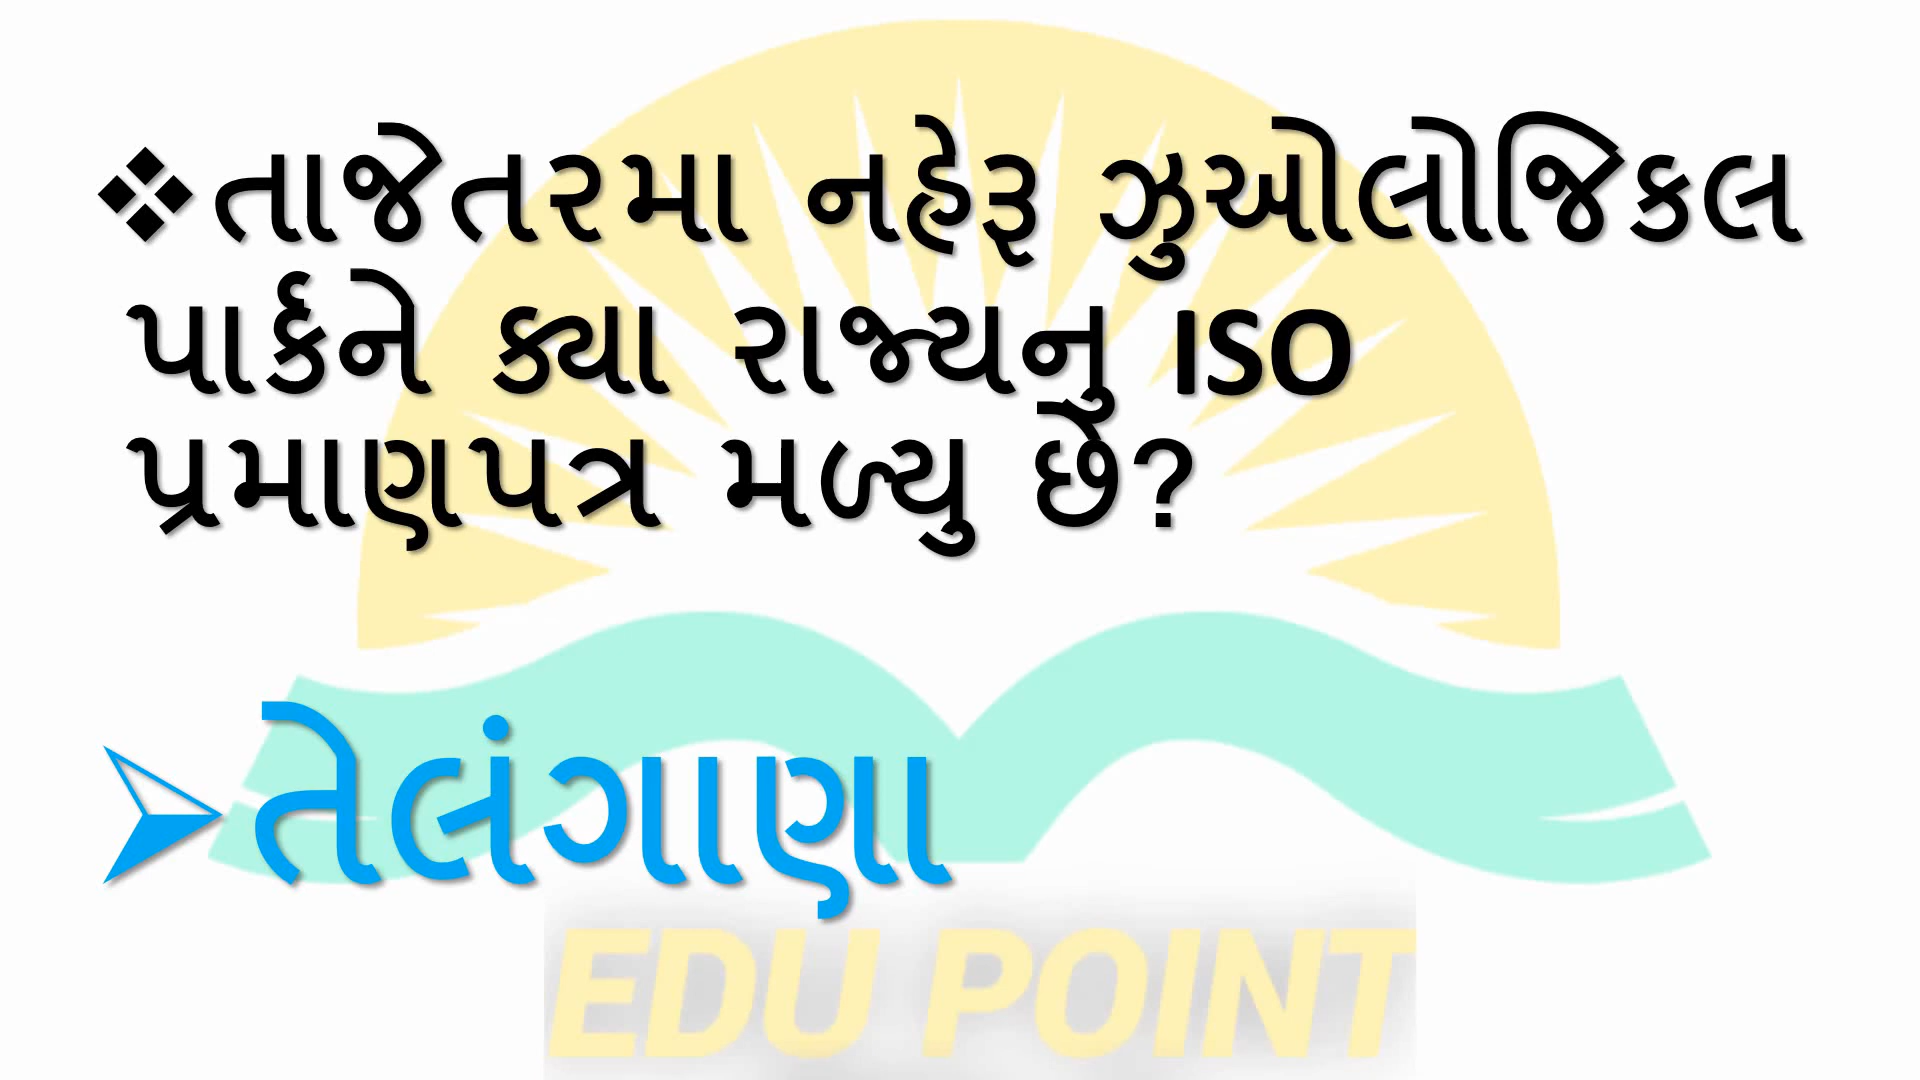 ❖તાજેતરમા નહેરૂ ઝુઓલોજિકલ
પાર્કને ક્યા રાજ્યનુ ISO
પ્રમાણપત્ર મળ્યુ છે?
➢તેલંગાણા
EDU POINT